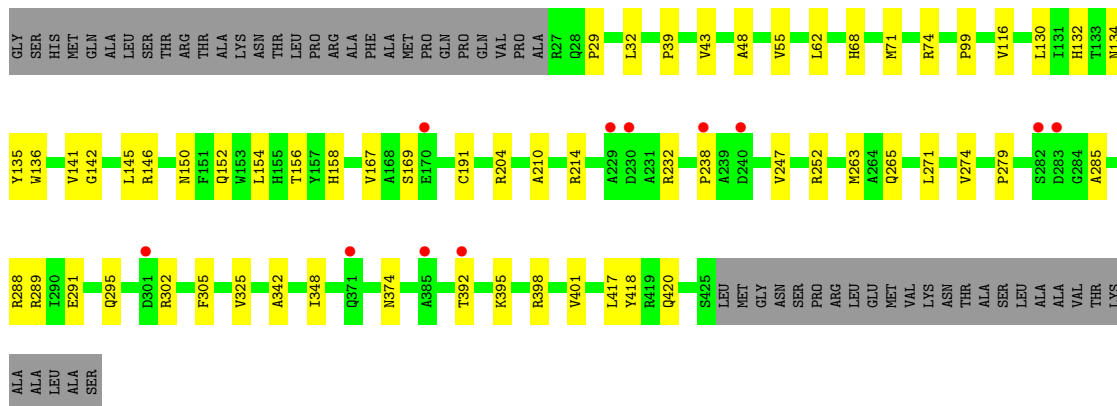 GLY SER HIS MET GLN ALA LEU SER THR ARG THR ALA LYS ASN THR LEU PRO ARG ALA PHE ALA MET PRO GLN PRO GLN VAL PRO ALA R27 Q28 P29 L32 P39 V43 A48 V55 L62 H68 M71 R74 P99 V116 L130 I131 H132 T133 N134
Y135 W136 V141 G142 L145 R146 N150 F151 Q152 W153 L154 H155 T156 Y157 H158 V167 A168 S169 E170 C191 R204 A210 R214 A229 D230 A231 R232 P238 A239 D240 V247 R252 M263 A264 Q265 L271 V274 P279 S282 D283 G284 A285
R288 R289 I290 E291 Q295 D301 R302 F305 V325 A342 I348 Q371 N374 A385 T392 K395 R398 V401 L417 Y418 R419 Q420 S425 LEU MET GLY ASN SER PRO ARG LEU GLU MET VAL LYS ASN THR ALA SER LEU ALA ALA VAL THR LYS
ALA ALA LEU ALA SER